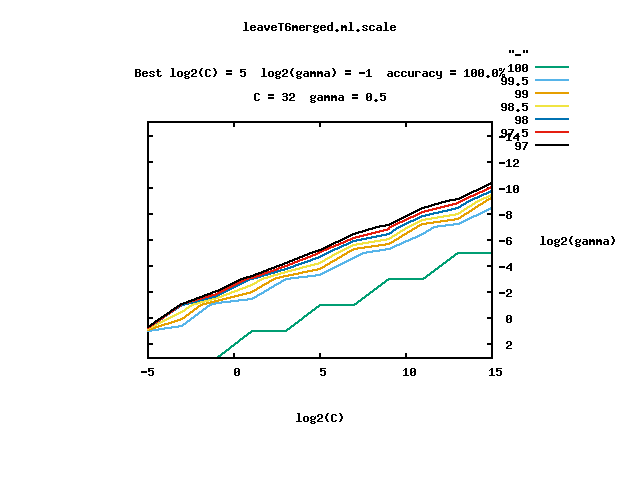 leaveT6merged.ml.scale
"-"
Best log2(C) = 5  log2(gamma) = -1  accuracy = 100.0%
100
99.5
C = 32  gamma = 0.5
99
98.5
98
97.5
-14
97
-12
-10
-8
-6
log2(gamma)
-4
-2
0
2
-5 0 5 10 15
log2(C)